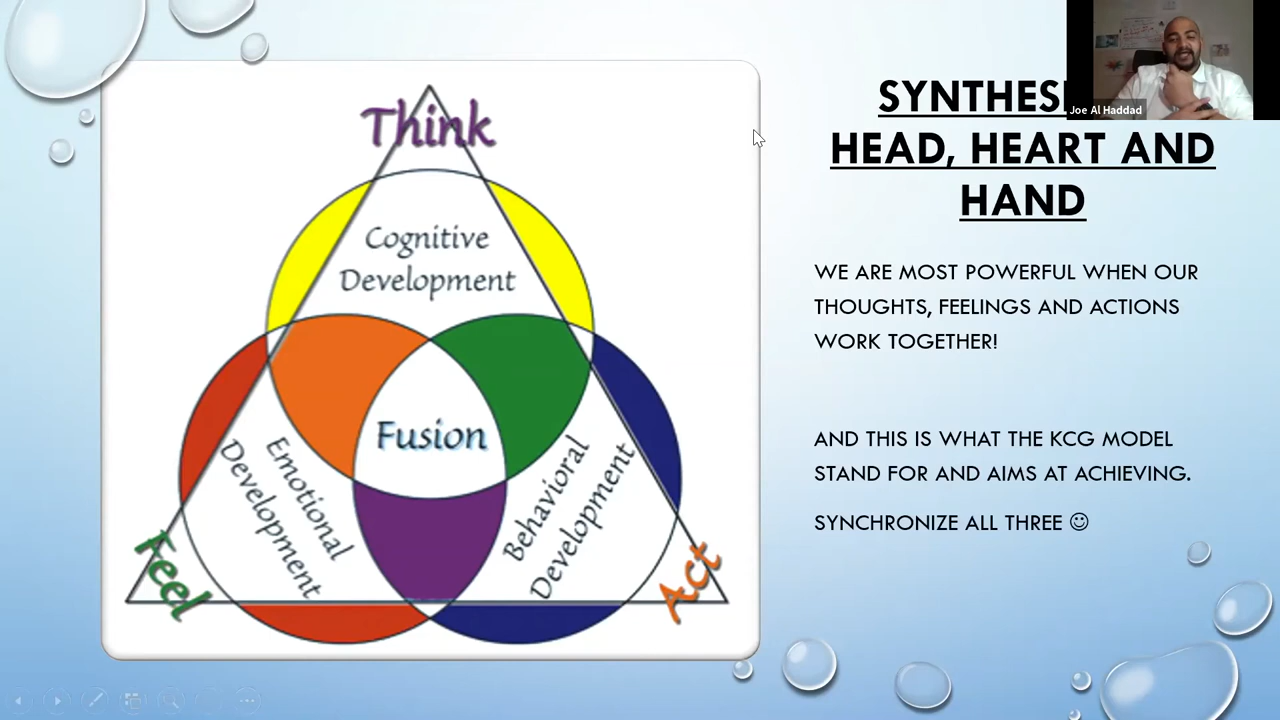 Think
Cognitive
Development
Fusion
Emotional
Development
Behavioral
Development
Feel
Act
HEAD, HEART AND
HAND
Joe Al Haddad
WE ARE MOST POWERFUL WHEN OUR
THOUGHTS, FEELINGS AND ACTIONS
WORK TOGETHER!
AND THIS IS WHAT THE KCG MODEL
STAND FOR AND AIMS AT ACHIEVING.
SYNCHRONIZE ALL THREE ☺